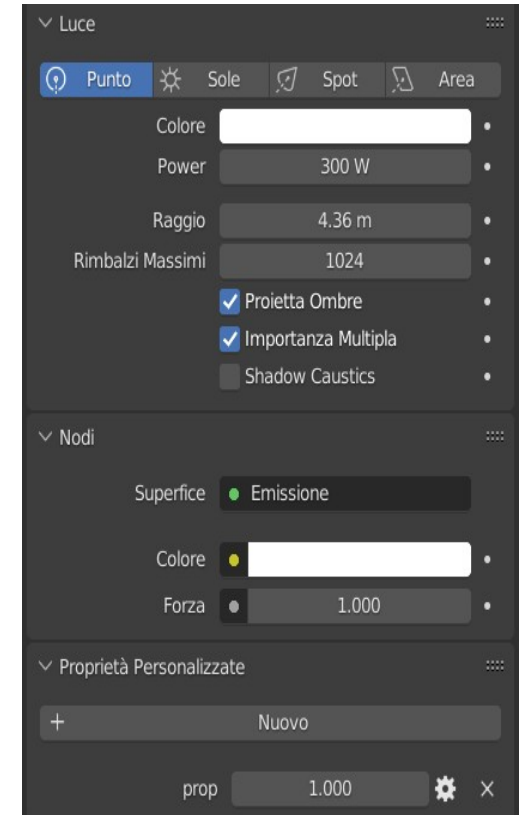 Luce
Punto Sole Spot Area
Colore
Power 300 W
Raggio 4.36 m
Rimbalzi Massimi 1024
Proietta Ombre
Importanza Multipla
Shadow Caustics
Nodi
Superfice Emissione
Colore
Forza 1.000
Proprietà Personalizzate
+ Nuovo
prop 1.000